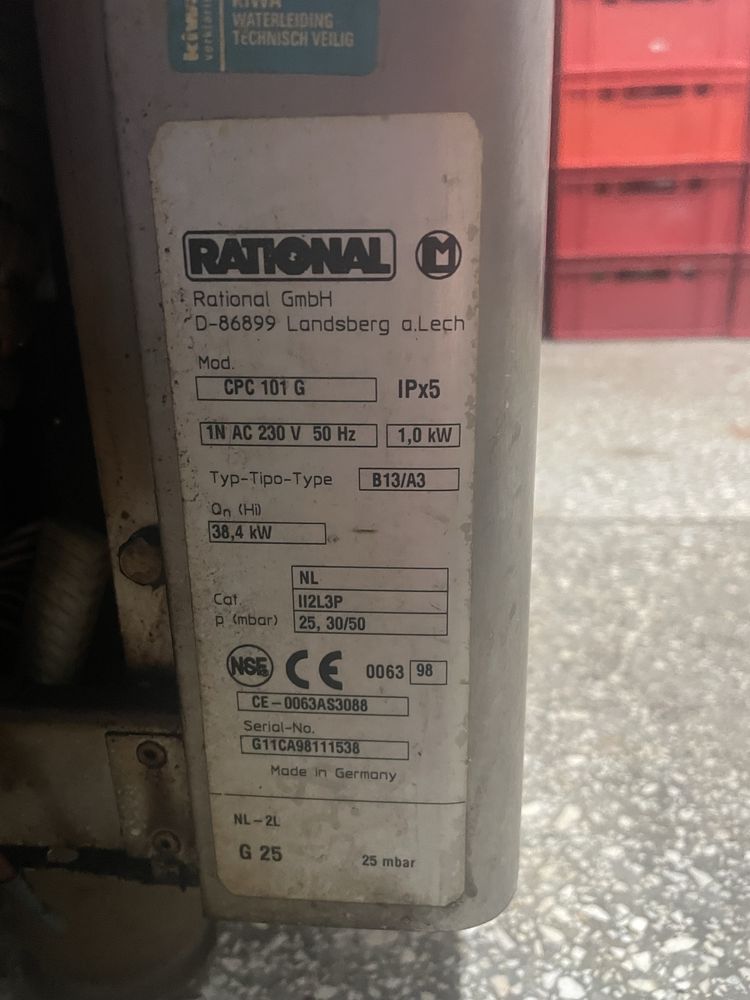 kiwa
KIWA
WATERLEIDING
TECHNISCH VEILIG
RATIONAL M
Rational GmbH
D-86899 Landsberg a.Lech
Mod.
CPC 101 G IPx5
1N AC 230 V 50 Hz 1,0 kW
Typ-Tipo-Type B13/A3
Qn (Hi)
38,4 kW
NL
Cat. II2L3P
p (mbar) 25, 30/50
NSF CE 0063 98
CE-0063AS3088
Serial-No.
G11CA98111538
Made in Germany
NL-2L
G 25 25 mbar